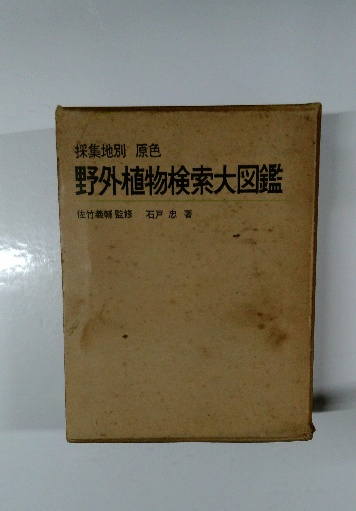 採集地別 原色
野外植物検索大図鑑
佐竹義輔 監修 石戸 忠 著